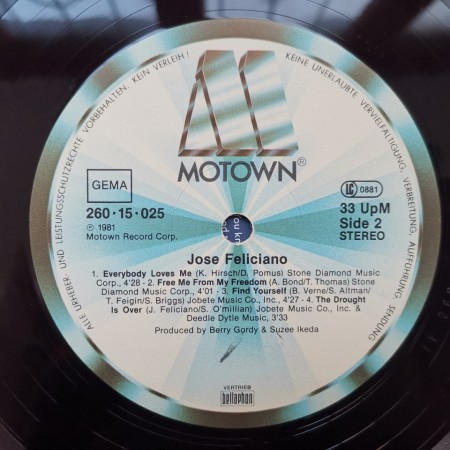 ALLE URHEBER- UND LEISTUNGSSCHUTZRECHTE VORBEHALTEN. KEIN VERLEIH! KEINE UNERLAUBTE VERVIELFÄLTIGUNG, VERBREITUNG, AUFFÜHRUNG, SENDUNG
MOTOWN®
GEMA
LC 0881
260·15·025
33 UpM
℗ 1981
Side 2
Motown Record Corp.
STEREO
ou kn
Jose Feliciano
1. Everybody Loves Me (K. Hirsch/D. Pomus) Stone Diamond Music
Corp., 4'28 - 2. Free Me From My Freedom (A. Bond/T. Thomas) Stone
Diamond Music Corp., 4'01 - 3. Find Yourself (B. Verne/S. Altman/
T. Feigin/S. Briggs) Jobete Music Co., Inc., 4'27 - 4. The Drought
Is Over (J. Feliciano/S. O'millian) Jobete Music Co., Inc. &
Deedle Dytle Music, 3'33
Produced by Berry Gordy & Suzee Ikeda
VERTRIEB
bellaphon